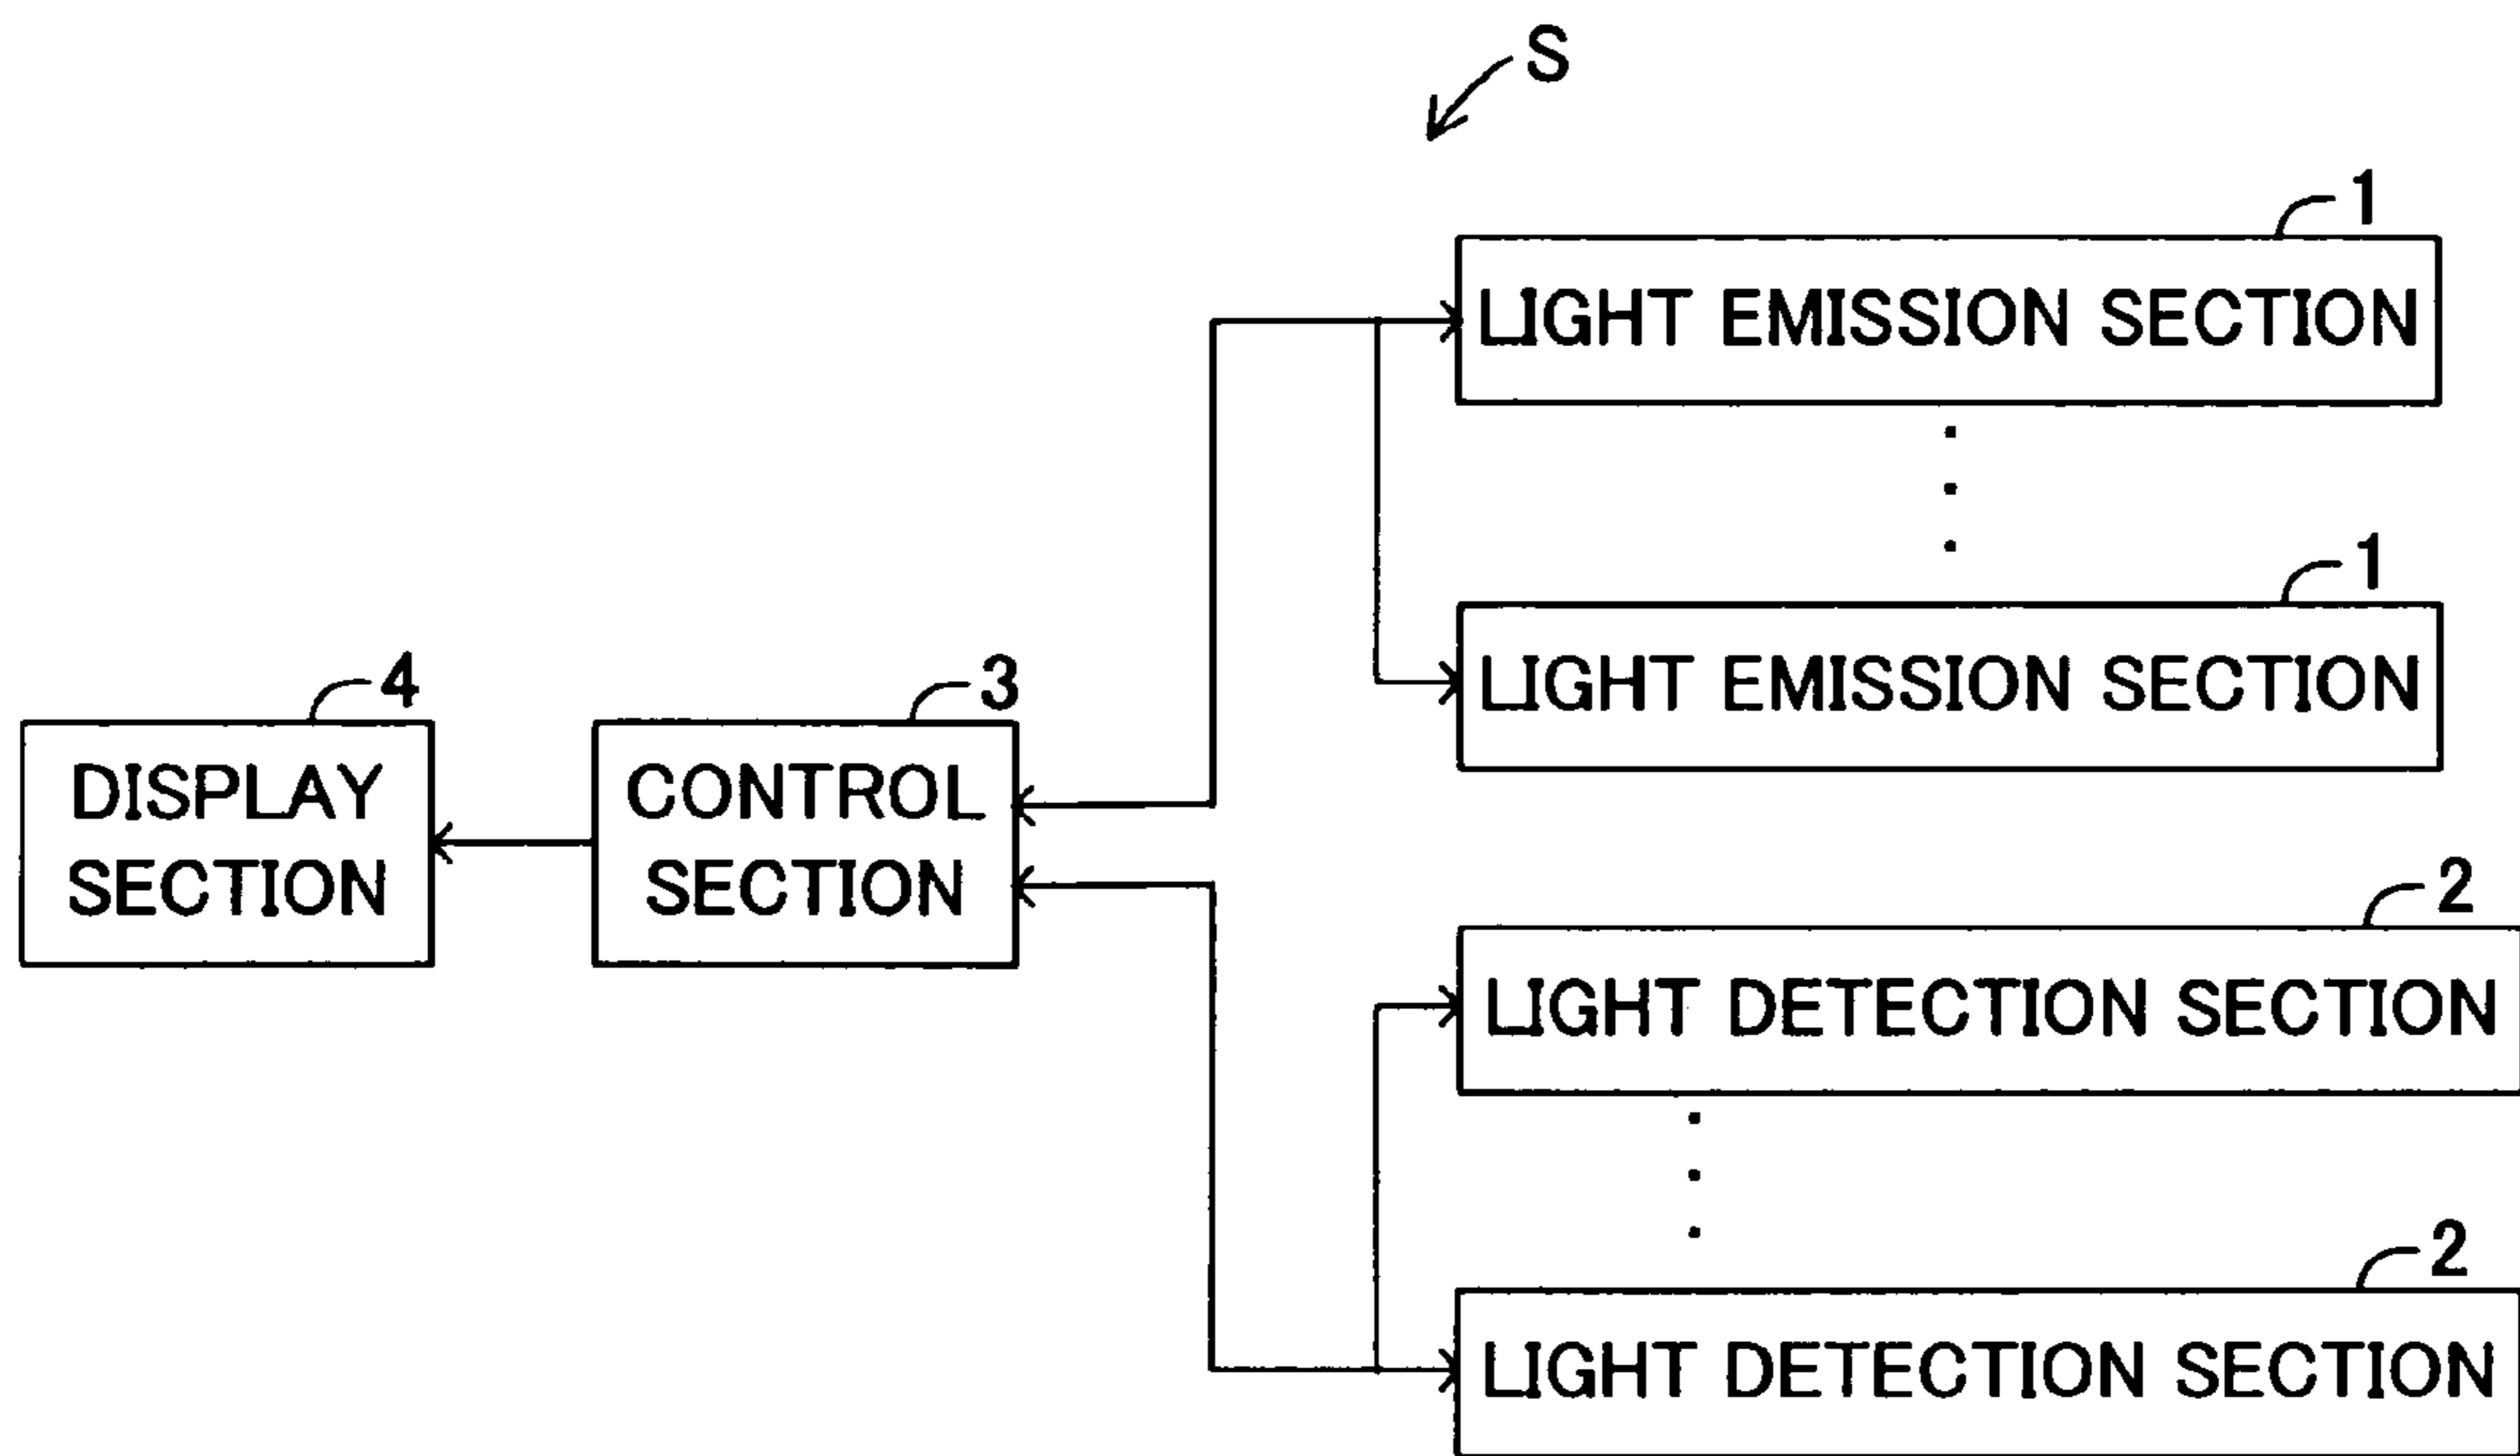 S
1
LIGHT EMISSION SECTION
1
LIGHT EMISSION SECTION
4
DISPLAY
SECTION
3
CONTROL
SECTION
2
LIGHT DETECTION SECTION
2
LIGHT DETECTION SECTION